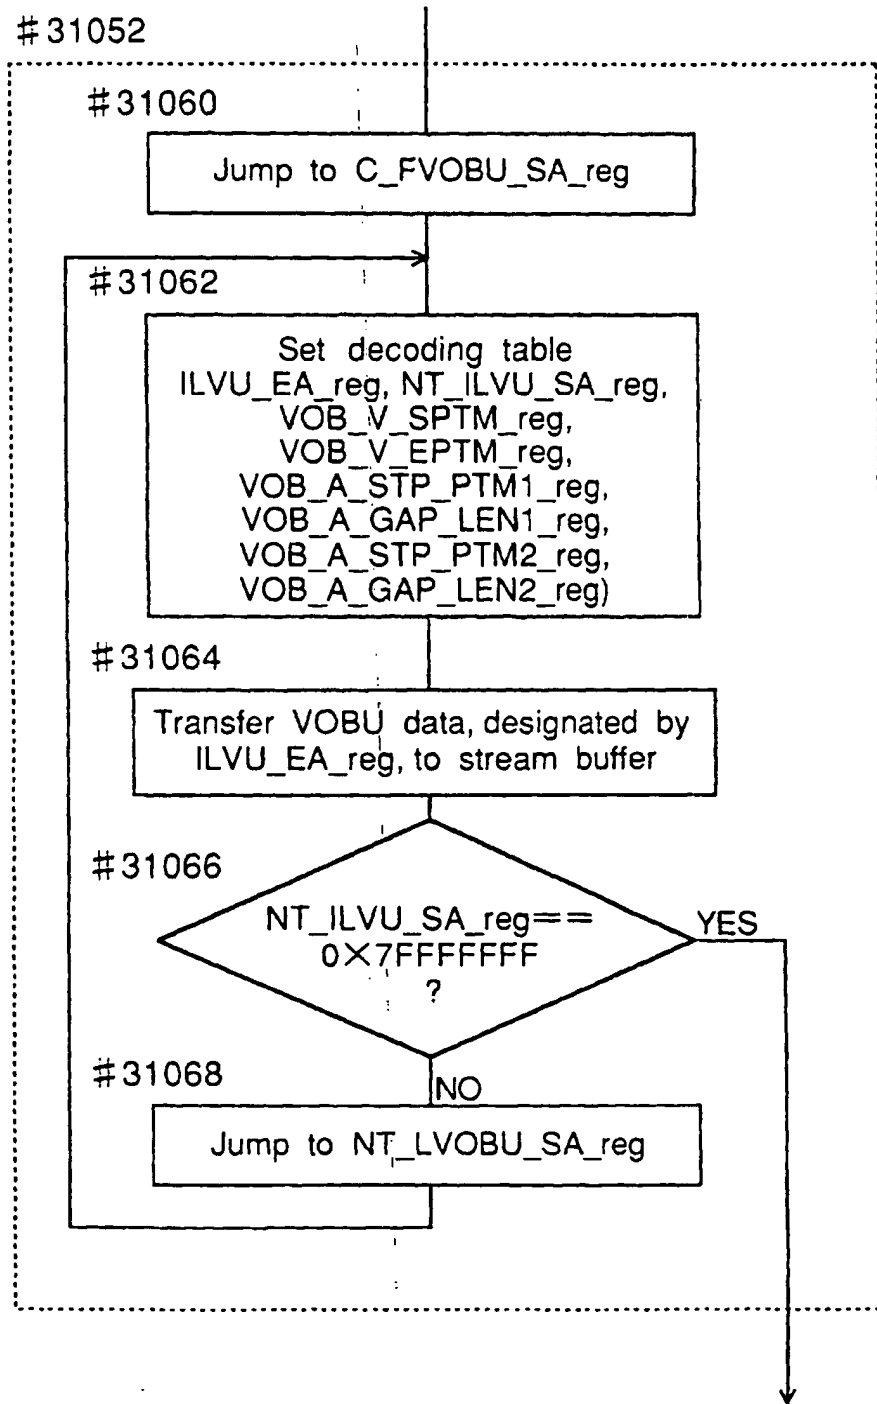 #31052
#31060
Jump to C_FVOBU_SA_reg
#31062
Set decoding table
ILVU_EA_reg, NT_ILVU_SA_reg,
VOB_V_SPTM_reg,
VOB_V_EPTM_reg,
VOB_A_STP_PTM1_reg,
VOB_A_GAP_LEN1_reg,
VOB_A_STP_PTM2_reg,
VOB_A_GAP_LEN2_reg)
#31064
Transfer VOBU data, designated by
ILVU_EA_reg, to stream buffer
#31066
NT_ILVU_SA_reg==
0X7FFFFFFF
?
YES
#31068
NO
Jump to NT_LVOBU_SA_reg